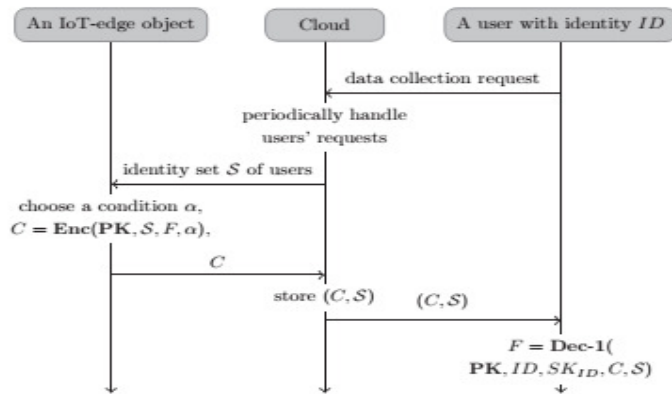 An IoT-edge object
Cloud
A user with identity ID
data collection request
periodically handle
users' requests
identity set 𝒮 of users
choose a condition α,
C = Enc(PK, 𝒮, F, α),
C
store (C, 𝒮)
(C, 𝒮)
F = Dec-1(
PK, ID, SK_ID, C, 𝒮)